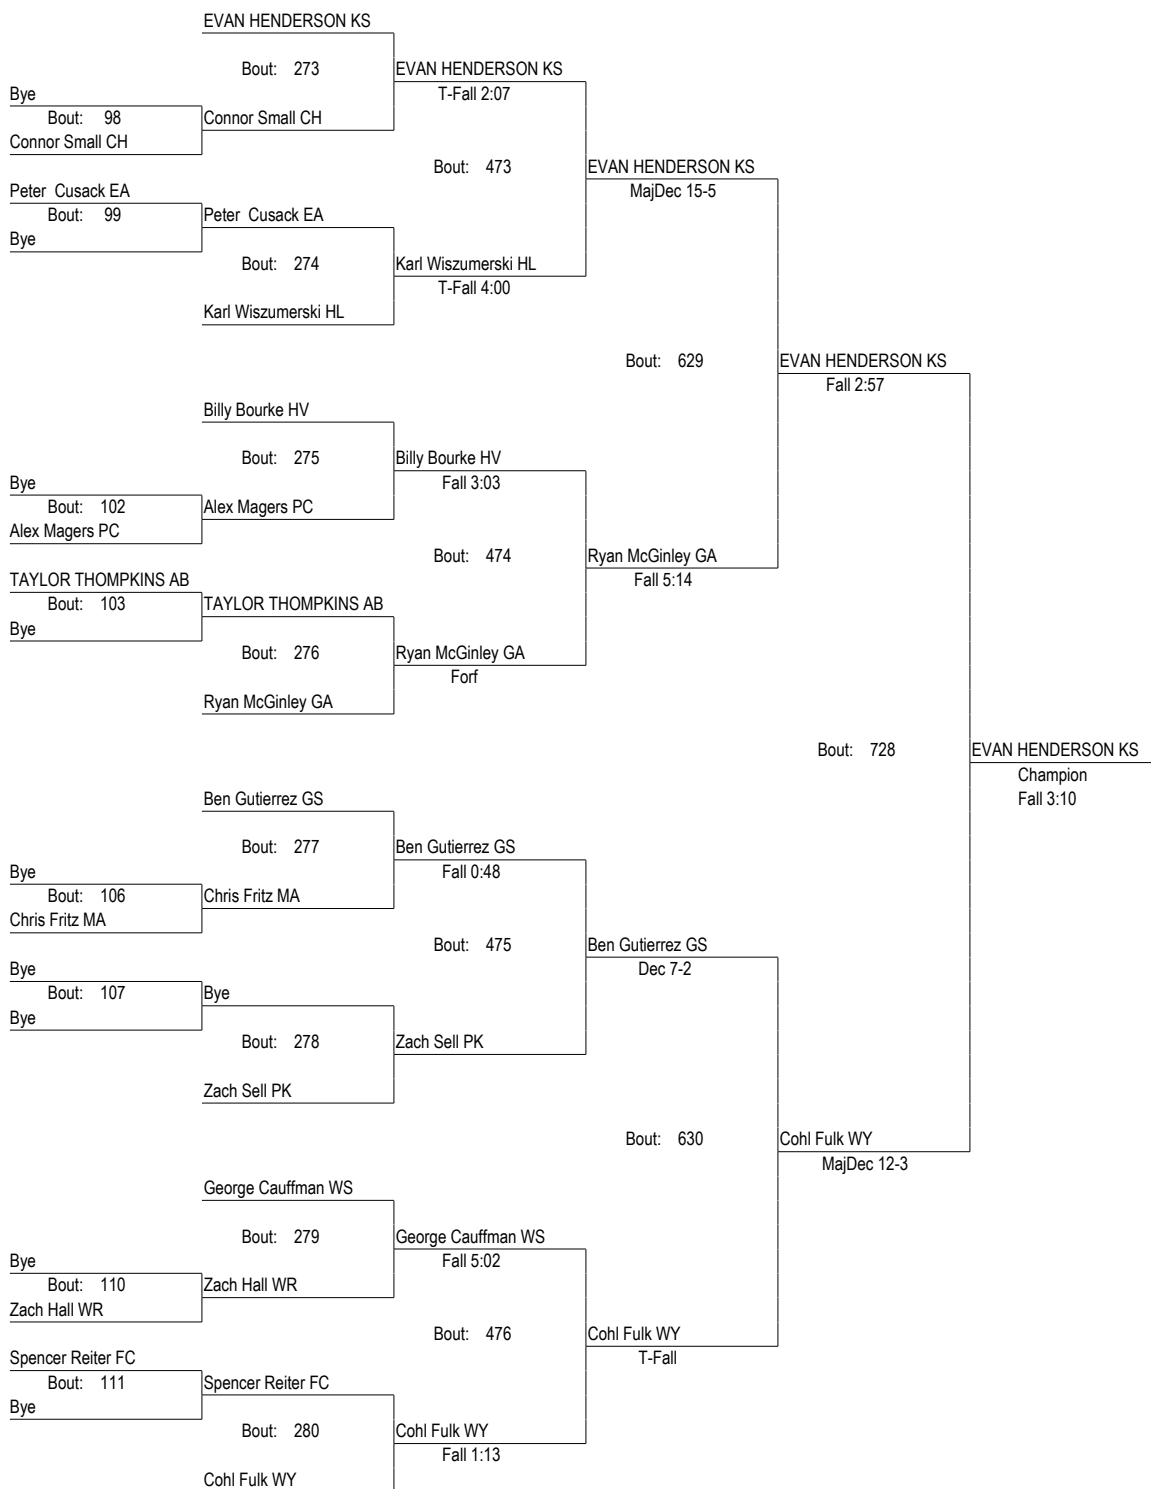 EVAN HENDERSON KS
Bout: 273
EVAN HENDERSON KS
Bye
T-Fall 2:07
Bout: 98
Connor Small CH
Connor Small CH
Bout: 473
EVAN HENDERSON KS
Peter  Cusack EA
MajDec 15-5
Bout: 99
Peter  Cusack EA
Bye
Bout: 274
Karl Wiszumerski HL
T-Fall 4:00
Karl Wiszumerski HL
Bout: 629
EVAN HENDERSON KS
Fall 2:57
Billy Bourke HV
Bout: 275
Billy Bourke HV
Bye
Fall 3:03
Bout: 102
Alex Magers PC
Alex Magers PC
Bout: 474
Ryan McGinley GA
TAYLOR THOMPKINS AB
Fall 5:14
Bout: 103
TAYLOR THOMPKINS AB
Bye
Bout: 276
Ryan McGinley GA
Forf
Ryan McGinley GA
Bout: 728
EVAN HENDERSON KS
Champion
Fall 3:10
Ben Gutierrez GS
Bout: 277
Ben Gutierrez GS
Bye
Fall 0:48
Bout: 106
Chris Fritz MA
Chris Fritz MA
Bout: 475
Ben Gutierrez GS
Bye
Dec 7-2
Bout: 107
Bye
Bye
Bout: 278
Zach Sell PK
Zach Sell PK
Bout: 630
Cohl Fulk WY
MajDec 12-3
George Cauffman WS
Bout: 279
George Cauffman WS
Bye
Fall 5:02
Bout: 110
Zach Hall WR
Zach Hall WR
Bout: 476
Cohl Fulk WY
Spencer Reiter FC
T-Fall
Bout: 111
Spencer Reiter FC
Bye
Bout: 280
Cohl Fulk WY
Fall 1:13
Cohl Fulk WY